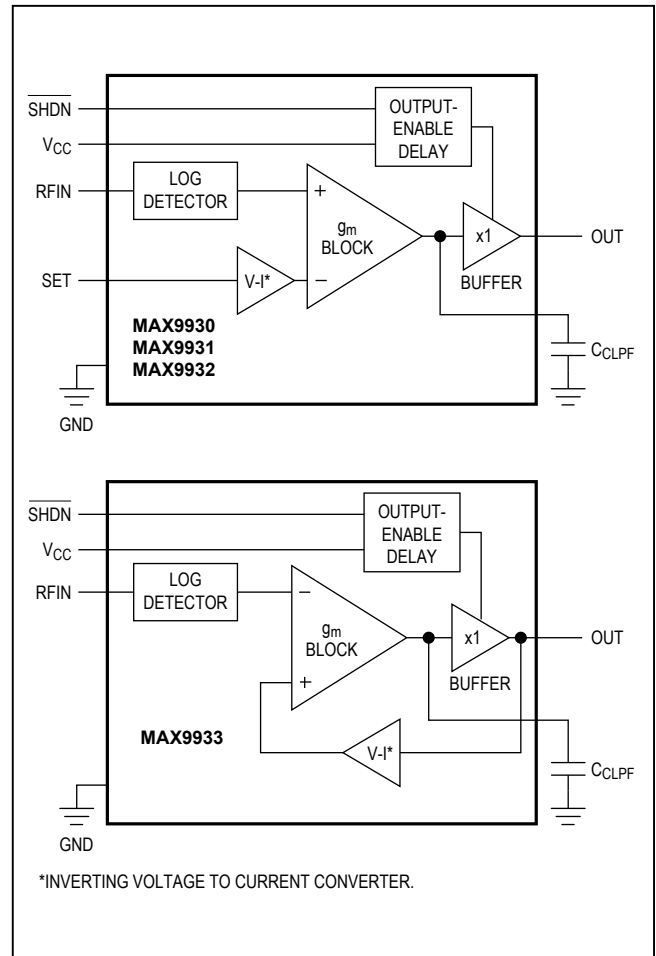 SHDN
OUTPUT-
ENABLE
DELAY
VCC
RFIN
LOG
DETECTOR
+
gm
BLOCK
x1
OUT
BUFFER
SET
V-I*
−
MAX9930
MAX9931
MAX9932
CCLPF
GND
SHDN
OUTPUT-
ENABLE
DELAY
VCC
RFIN
LOG
DETECTOR
−
gm
BLOCK
x1
OUT
+
BUFFER
MAX9933
V-I*
CCLPF
GND
*INVERTING VOLTAGE TO CURRENT CONVERTER.